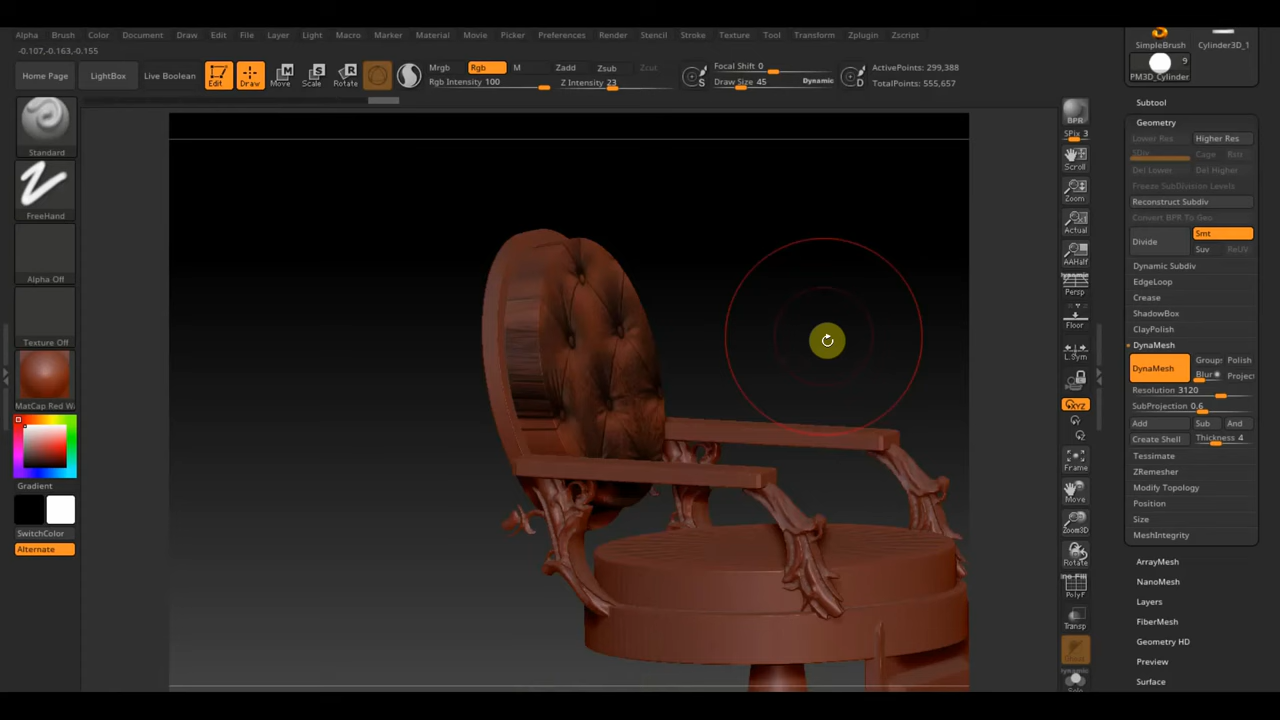 Alpha Brush Color Document Draw Edit File Layer Light Macro Marker Material Movie Picker Preferences Render Stencil Stroke Texture Tool Transform Zplugin Zscript
-0.107,-0.163,-0.155
Home Page LightBox Live Boolean Edit Draw Move Scale Rotate
Mrgb Rgb M Zadd Zsub Zcut
Rgb Intensity 100 Z Intensity 23
S Focal Shift 0
Draw Size 45 Dynamic
D ActivePoints: 299,388
TotalPoints: 555,657
SimpleBrush Cylinder3D_1
9
PM3D_Cylinder
Standard
FreeHand
Alpha Off
Texture Off
MatCap Red Wa
Gradient
SwitchColor
Alternate
BPR
SPix 3
Scroll
Zoom
Actual
AAHalf
Dynamic
Persp
Floor
L.Sym
XYZ
Y
Z
Frame
Move
Zoom3D
Rotate
PolyF
Transp
Ghost
Dynamic
Solo
Subtool
Geometry
Lower Res Higher Res
SDiv Cage Rstr
Del Lower Del Higher
Freeze SubDivision Levels
Reconstruct Subdiv
Convert BPR To Geo
Divide Smt
Suv ReUV
Dynamic Subdiv
EdgeLoop
Crease
ShadowBox
ClayPolish
DynaMesh
DynaMesh Groups Polish
Blur Project
Resolution 3120
SubProjection 0.6
Add Sub And
Create Shell Thickness 4
Tessimate
ZRemesher
Modify Topology
Position
Size
MeshIntegrity
ArrayMesh
NanoMesh
Layers
FiberMesh
Geometry HD
Preview
Surface